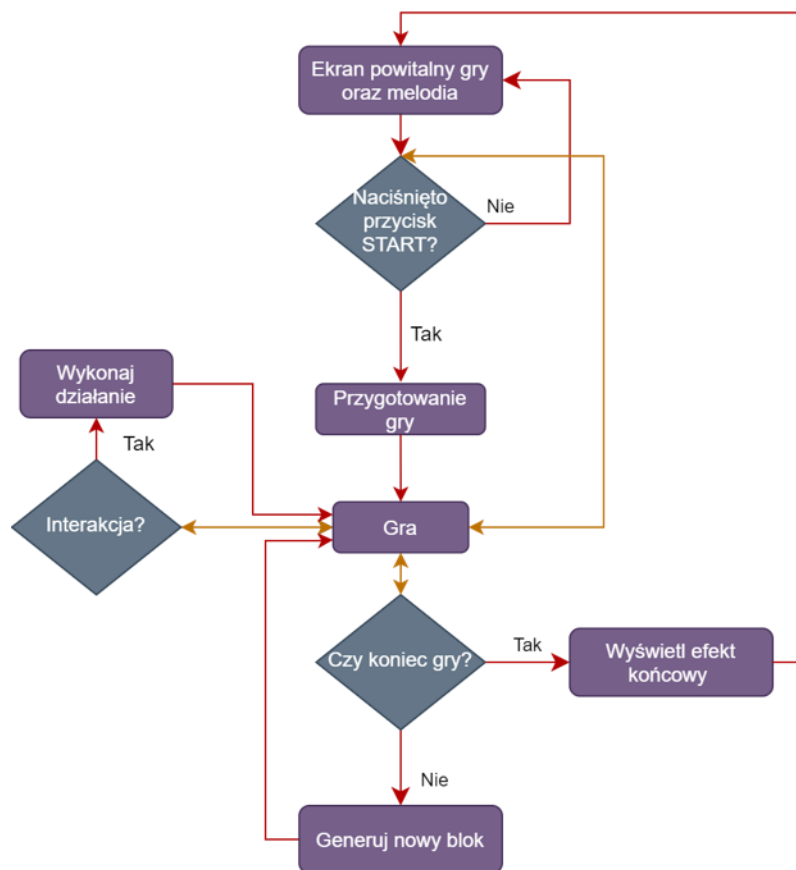 Ekran powitalny gry
oraz melodia
Naciśnięto
przycisk
START?
Nie
Tak
Wykonaj
działanie
Przygotowanie
gry
Tak
Interakcja?
Gra
Czy koniec gry?
Tak
Wyświetl efekt
końcowy
Nie
Generuj nowy blok